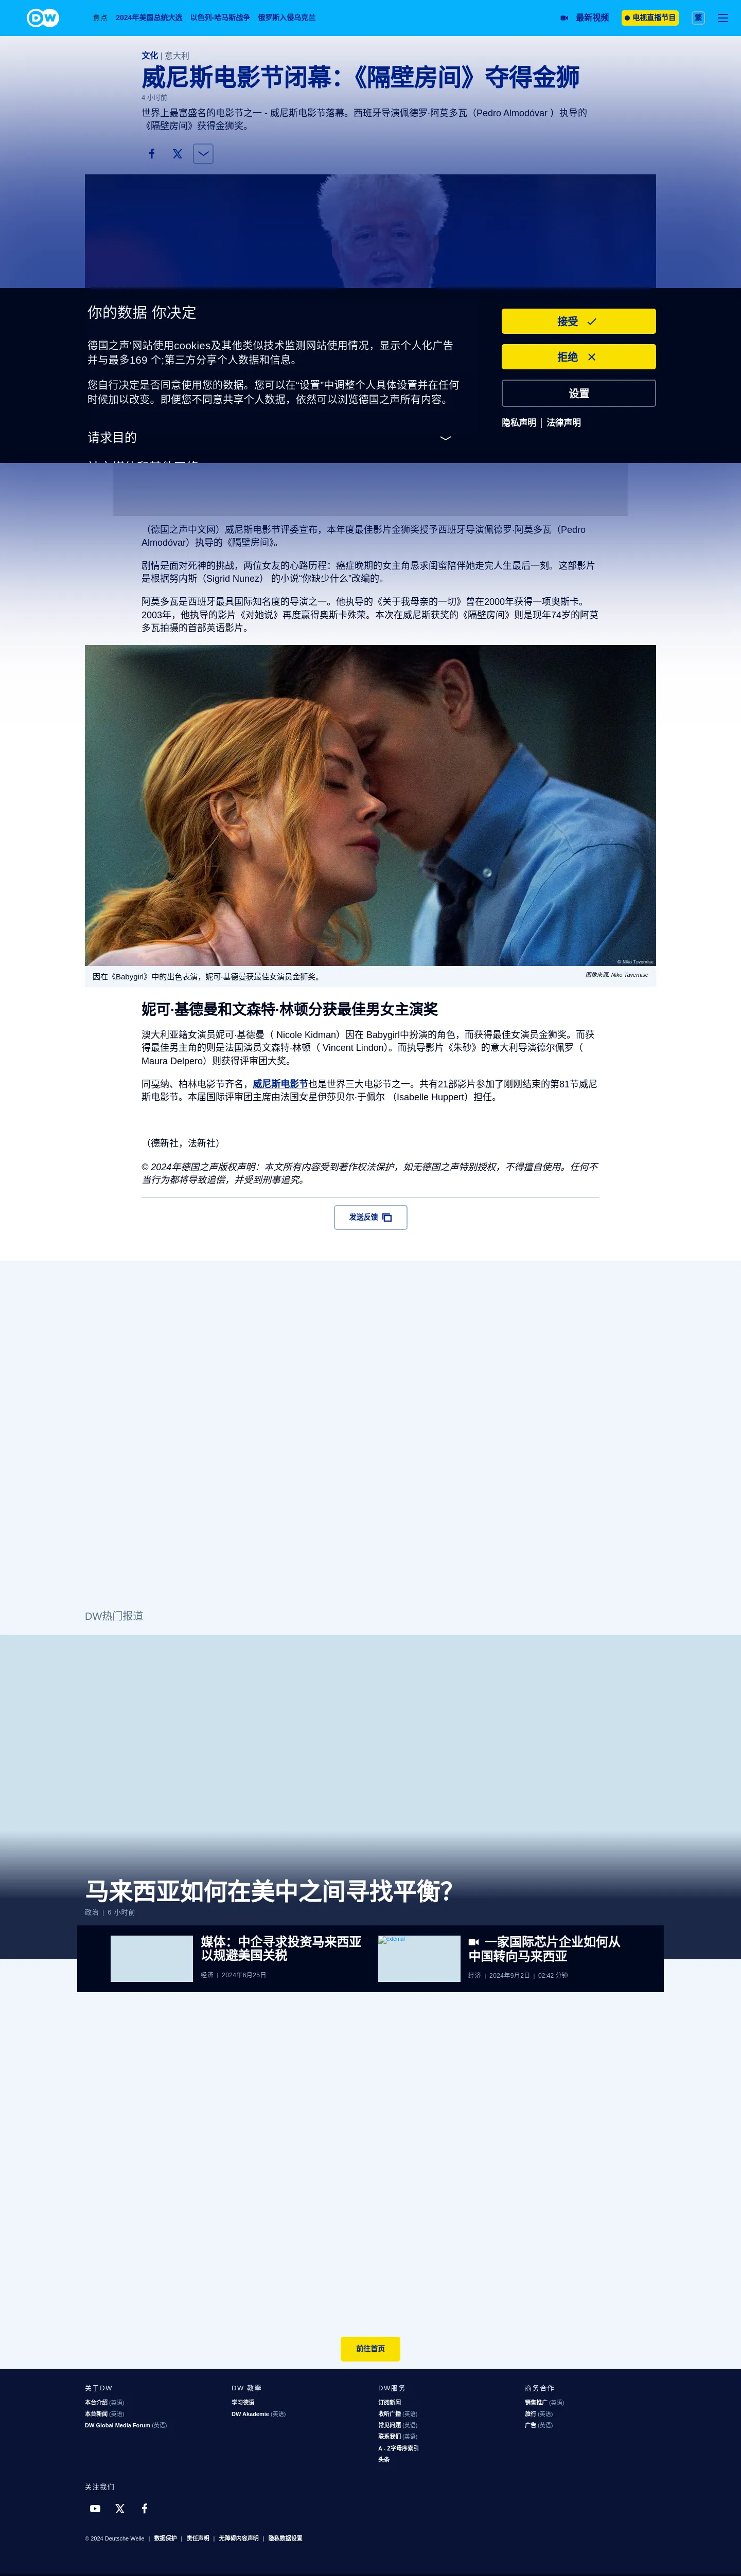 DW
焦点 2024年美国总统大选 以色列-哈马斯战争 俄罗斯入侵乌克兰
最新视频 电视直播节目 繁
文化 | 意大利
威尼斯电影节闭幕：《隔壁房间》夺得金狮
4 小时前
世界上最富盛名的电影节之一 - 威尼斯电影节落幕。西班牙导演佩德罗·阿莫多瓦（Pedro Almodóvar ）执导的
《隔壁房间》获得金狮奖。
你的数据 你决定
德国之声'网站使用cookies及其他类似技术监测网站使用情况，显示个人化广告
并与最多169 个;第三方分享个人数据和信息。
您自行决定是否同意使用您的数据。您可以在“设置”中调整个人具体设置并在任何
时候加以改变。即便您不同意共享个人数据，依然可以浏览德国之声所有内容。
请求目的
接受
拒绝
设置
隐私声明 | 法律声明
（德国之声中文网）威尼斯电影节评委宣布，本年度最佳影片金狮奖授予西班牙导演佩德罗·阿莫多瓦（Pedro
Almodóvar）执导的《隔壁房间》。
剧情是面对死神的挑战，两位女友的心路历程：癌症晚期的女主角恳求闺蜜陪伴她走完人生最后一刻。这部影片
是根据努内斯（Sigrid Nunez） 的小说“你缺少什么”改编的。
阿莫多瓦是西班牙最具国际知名度的导演之一。他执导的《关于我母亲的一切》曾在2000年获得一项奥斯卡。
2003年，他执导的影片《对她说》再度赢得奥斯卡殊荣。本次在威尼斯获奖的《隔壁房间》则是现年74岁的阿莫
多瓦拍摄的首部英语影片。
© Niko Tavernise
因在《Babygirl》中的出色表演，妮可·基德曼获最佳女演员金狮奖。
图像来源: Niko Tavernise
妮可·基德曼和文森特·林顿分获最佳男女主演奖
澳大利亚籍女演员妮可·基德曼（ Nicole Kidman）因在 Babygirl中扮演的角色，而获得最佳女演员金狮奖。而获
得最佳男主角的则是法国演员文森特·林顿（ Vincent Lindon）。而执导影片《朱砂》的意大利导演德尔佩罗（
Maura Delpero）则获得评审团大奖。
同戛纳、柏林电影节齐名，威尼斯电影节也是世界三大电影节之一。共有21部影片参加了刚刚结束的第81节威尼
斯电影节。本届国际评审团主席由法国女星伊莎贝尔·于佩尔 （Isabelle Huppert）担任。
（德新社，法新社）
© 2024年德国之声版权声明：本文所有内容受到著作权法保护，如无德国之声特别授权，不得擅自使用。任何不
当行为都将导致追偿，并受到刑事追究。
发送反馈
DW热门报道
马来西亚如何在美中之间寻找平衡？
政治 | 6 小时前
媒体：中企寻求投资马来西亚
以规避美国关税
经济 | 2024年6月25日
external
一家国际芯片企业如何从
中国转向马来西亚
经济 | 2024年9月2日 | 02:42 分钟
前往首页
关于DW
本台介绍 (英语)
本台新闻 (英语)
DW Global Media Forum (英语)
DW 教學
学习德语
DW Akademie (英语)
DW服务
订阅新闻
收听广播 (英语)
常见问题 (英语)
联系我们 (英语)
A - Z字母序索引
头条
商务合作
销售推广 (英语)
旅行 (英语)
广告 (英语)
关注我们
© 2024 Deutsche Welle | 数据保护 | 责任声明 | 无障碍内容声明 | 隐私数据设置